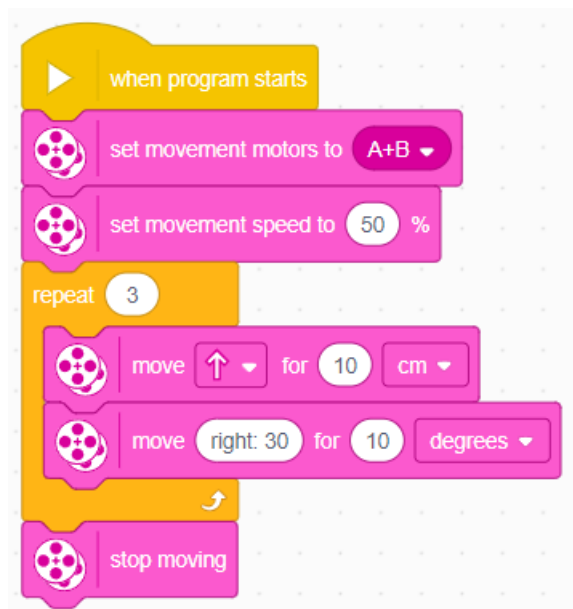 when program starts
set movement motors to A+B
set movement speed to 50 %
repeat 3
move for 10 cm
move right: 30 for 10 degrees
stop moving